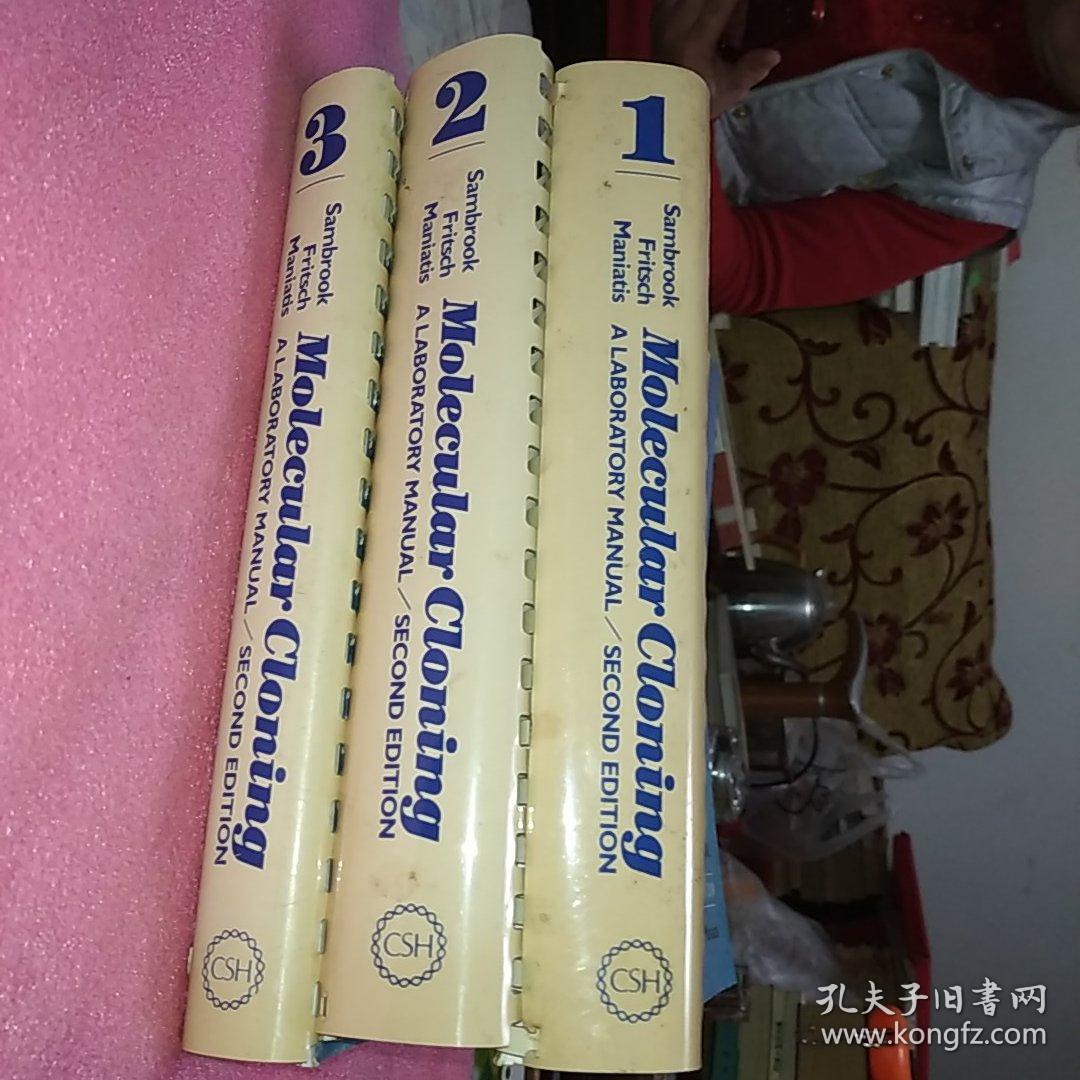 3
Sambrook
Fritsch
Maniatis
Molecular Cloning
A LABORATORY MANUAL / SECOND EDITION
CSH
2
Sambrook
Fritsch
Maniatis
Molecular Cloning
A LABORATORY MANUAL / SECOND EDITION
CSH
1
Sambrook
Fritsch
Maniatis
Molecular Cloning
A LABORATORY MANUAL / SECOND EDITION
CSH
孔夫子旧書网
www.kongfz.com